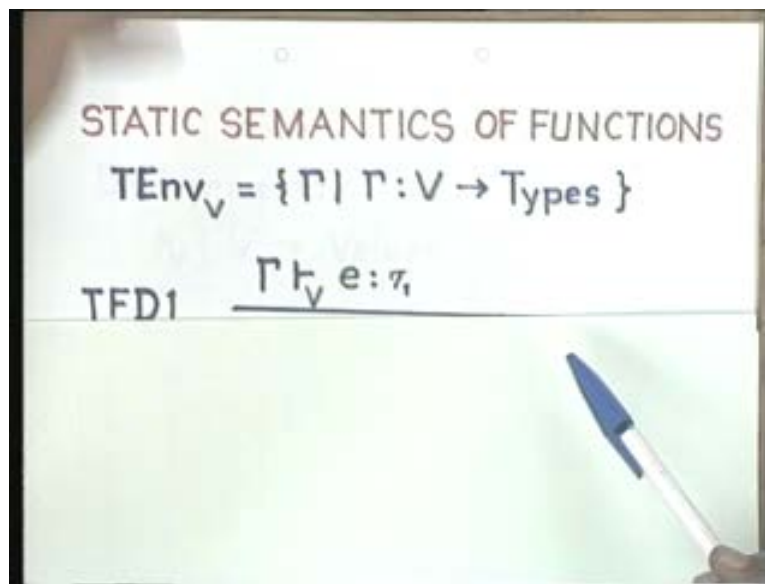 STATIC SEMANTICS OF FUNCTIONS
TEnv_V = { Γ | Γ : V → Types }
Γ ⊢_V e : τ₁
TFD1